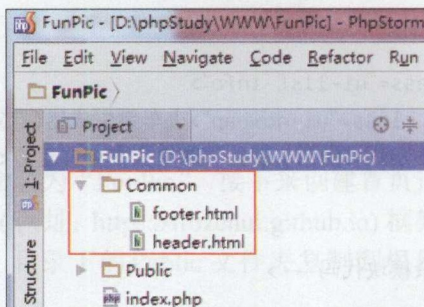 FunPic - [D:\phpStudy\WWW\FunPic] - PhpStorm
File Edit View Navigate Code Refactor Run
FunPic
Project
1: Project
FunPic (D:\phpStudy\WWW\FunPic)
Common
footer.html
header.html
Public
index.php
Structure